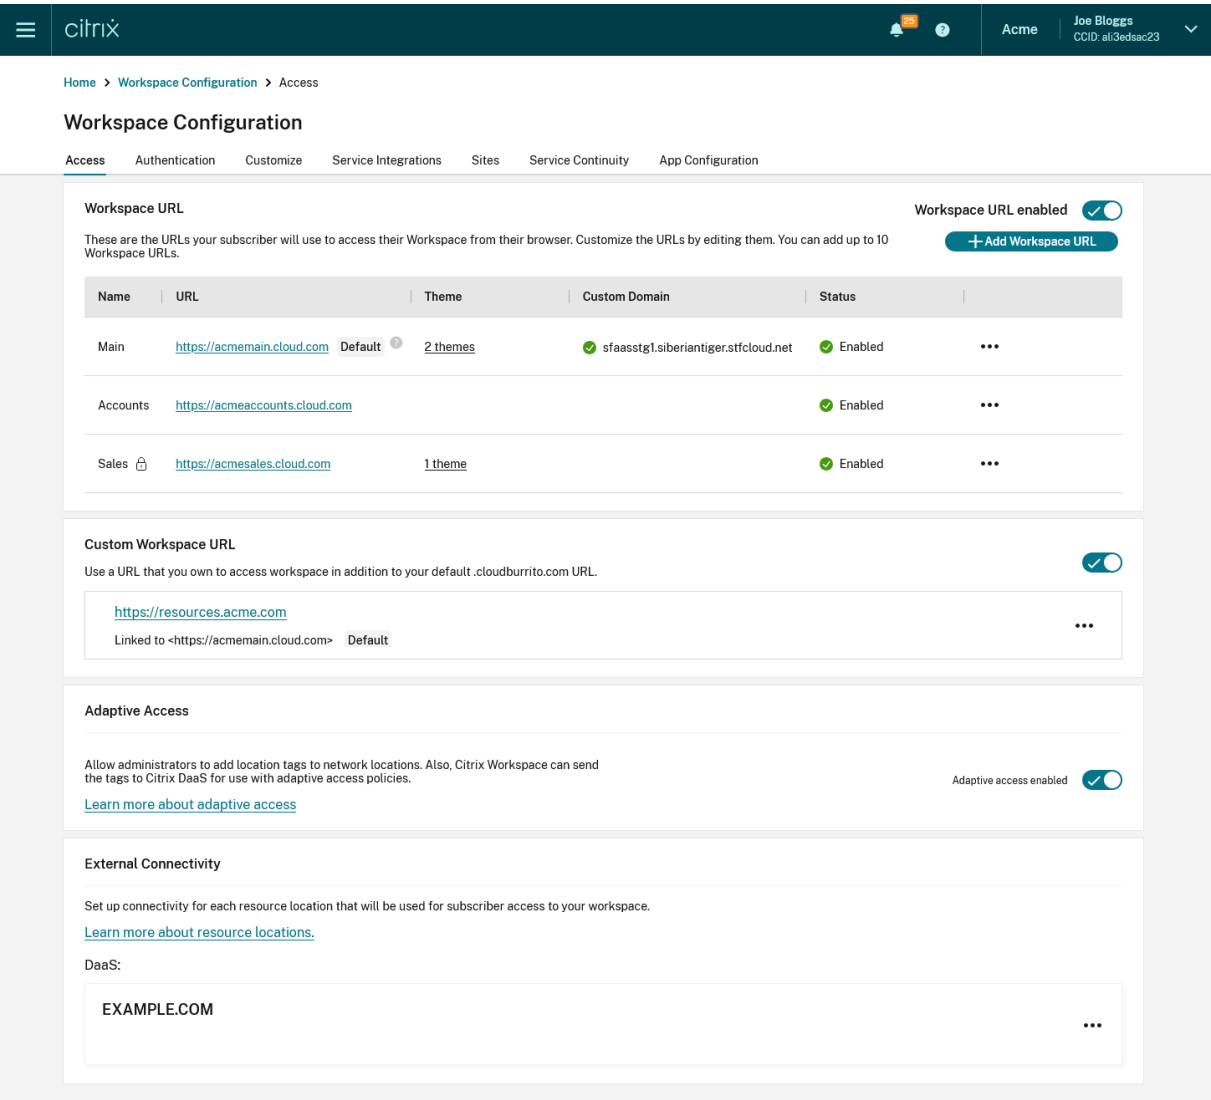 citrix
25
?
Acme
Joe Bloggs
CCID: ali3edsac23
Home > Workspace Configuration > Access
Workspace Configuration
Access Authentication Customize Service Integrations Sites Service Continuity App Configuration
Workspace URL
Workspace URL enabled
These are the URLs your subscriber will use to access their Workspace from their browser. Customize the URLs by editing them. You can add up to 10
Workspace URLs.
+Add Workspace URL
Name URL Theme Custom Domain Status
Main https://acmemain.cloud.com Default ? 2 themes sfaasstg1.siberiantiger.stfcloud.net Enabled
Accounts https://acmeaccounts.cloud.com Enabled
Sales https://acmesales.cloud.com 1 theme Enabled
Custom Workspace URL
Use a URL that you own to access workspace in addition to your default .cloudburrito.com URL.
https://resources.acme.com
Linked to <https://acmemain.cloud.com> Default
Adaptive Access
Allow administrators to add location tags to network locations. Also, Citrix Workspace can send
the tags to Citrix DaaS for use with adaptive access policies.
Adaptive access enabled
Learn more about adaptive access
External Connectivity
Set up connectivity for each resource location that will be used for subscriber access to your workspace.
Learn more about resource locations.
DaaS:
EXAMPLE.COM